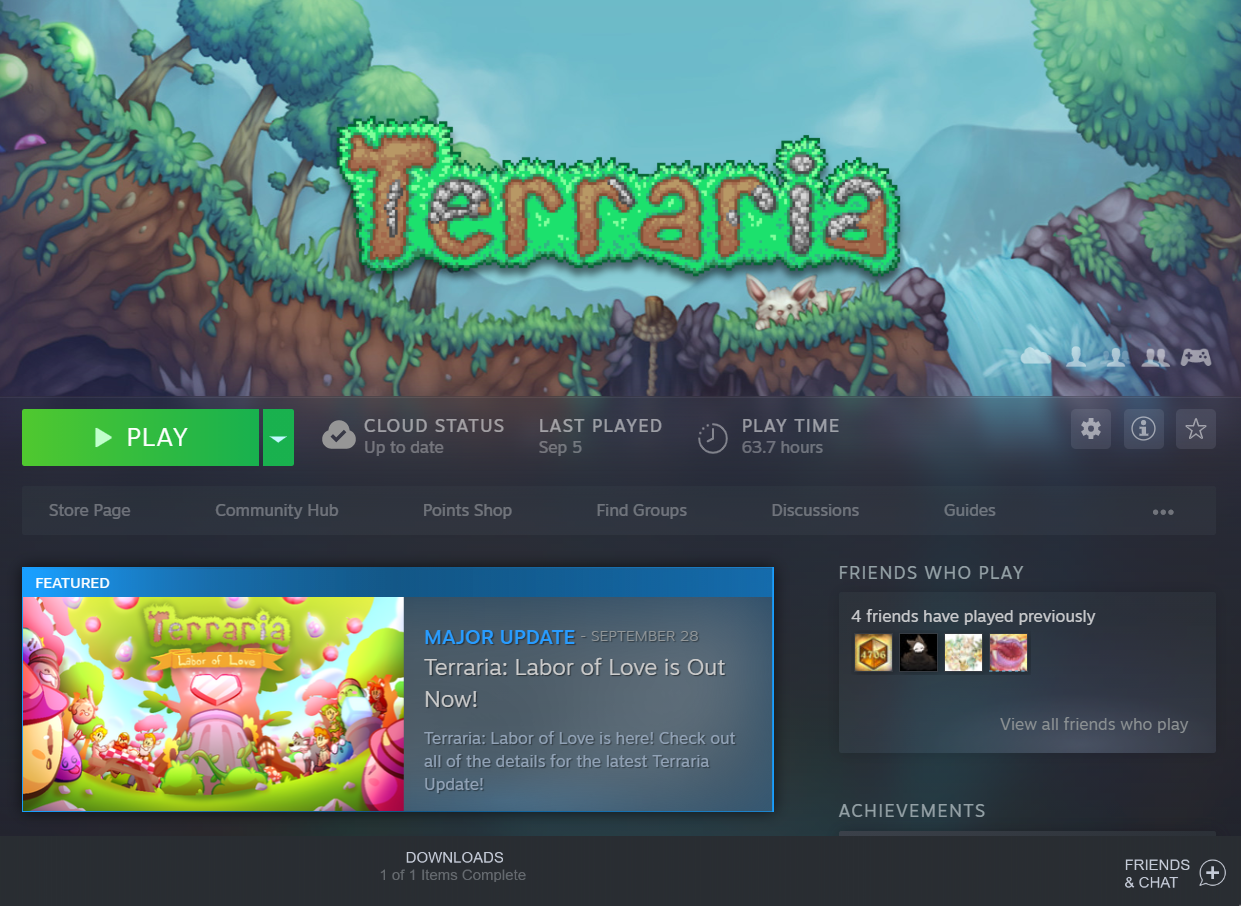 Terraria
PLAY
CLOUD STATUS
Up to date
LAST PLAYED
Sep 5
PLAY TIME
63.7 hours
Store Page
Community Hub
Points Shop
Find Groups
Discussions
Guides
FEATURED
Terraria
Labor of Love
MAJOR UPDATE - SEPTEMBER 28
Terraria: Labor of Love is Out
Now!
Terraria: Labor of Love is here! Check out
all of the details for the latest Terraria
Update!
FRIENDS WHO PLAY
4 friends have played previously
4706
View all friends who play
ACHIEVEMENTS
DOWNLOADS
1 of 1 Items Complete
FRIENDS
& CHAT